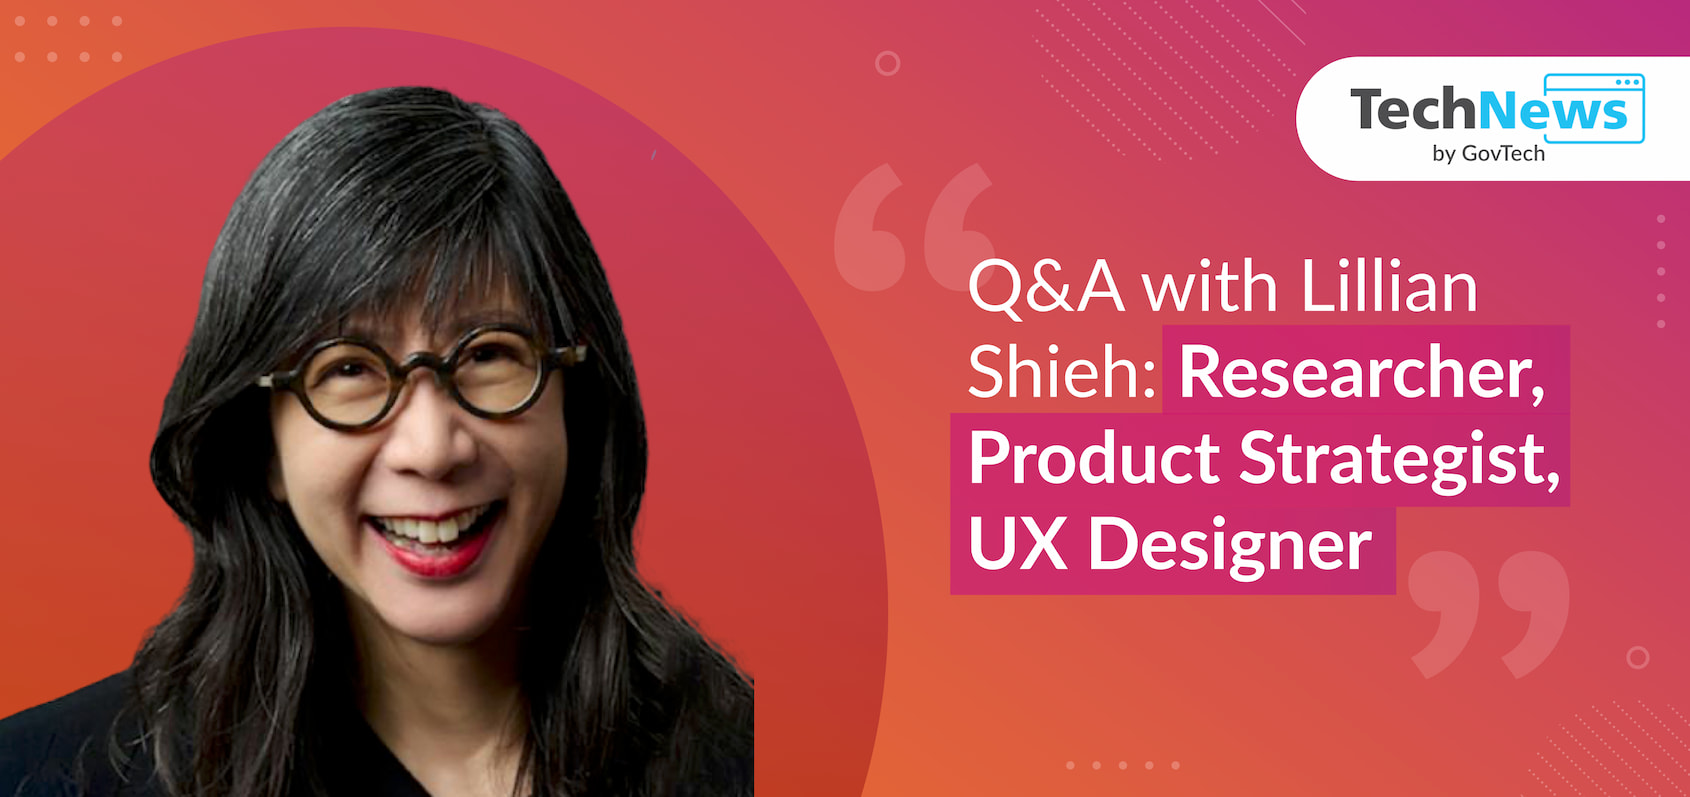 TechNews
by GovTech
“
Q&A with Lillian
Shieh: Researcher,
Product Strategist,
UX Designer
”